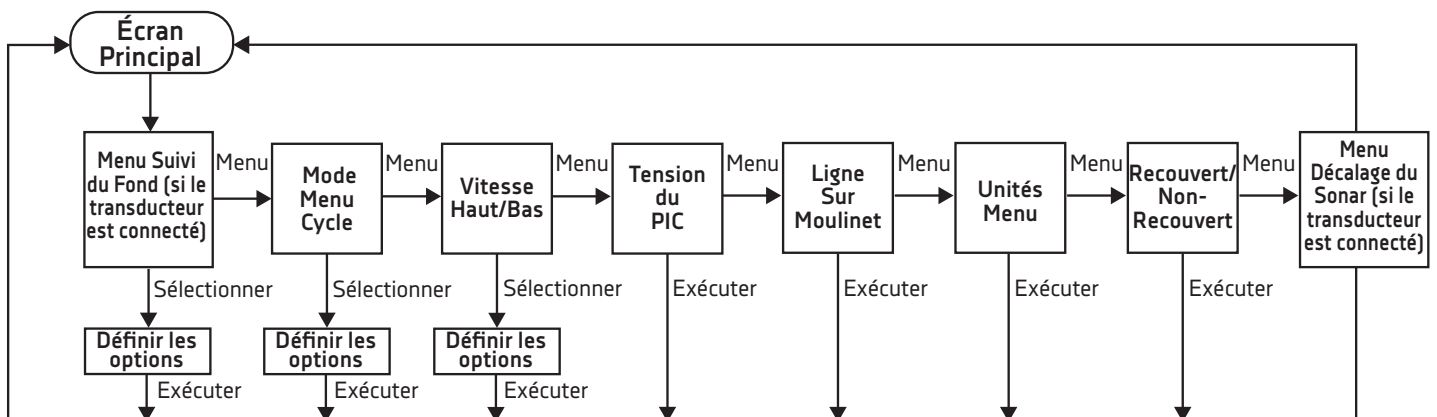 Écran
Principal
Menu Suivi
du Fond (si le
transducteur
est connecté)
Menu
Mode
Menu
Cycle
Menu
Vitesse
Haut/Bas
Menu
Tension
du
PIC
Menu
Ligne
Sur
Moulinet
Menu
Unités
Menu
Menu
Recouvert/
Non-
Recouvert
Menu
Menu
Décalage du
Sonar (si le
transducteur
est connecté)
Sélectionner
Sélectionner
Sélectionner
Exécuter
Exécuter
Exécuter
Exécuter
Définir les
options
Définir les
options
Définir les
options
Exécuter
Exécuter
Exécuter